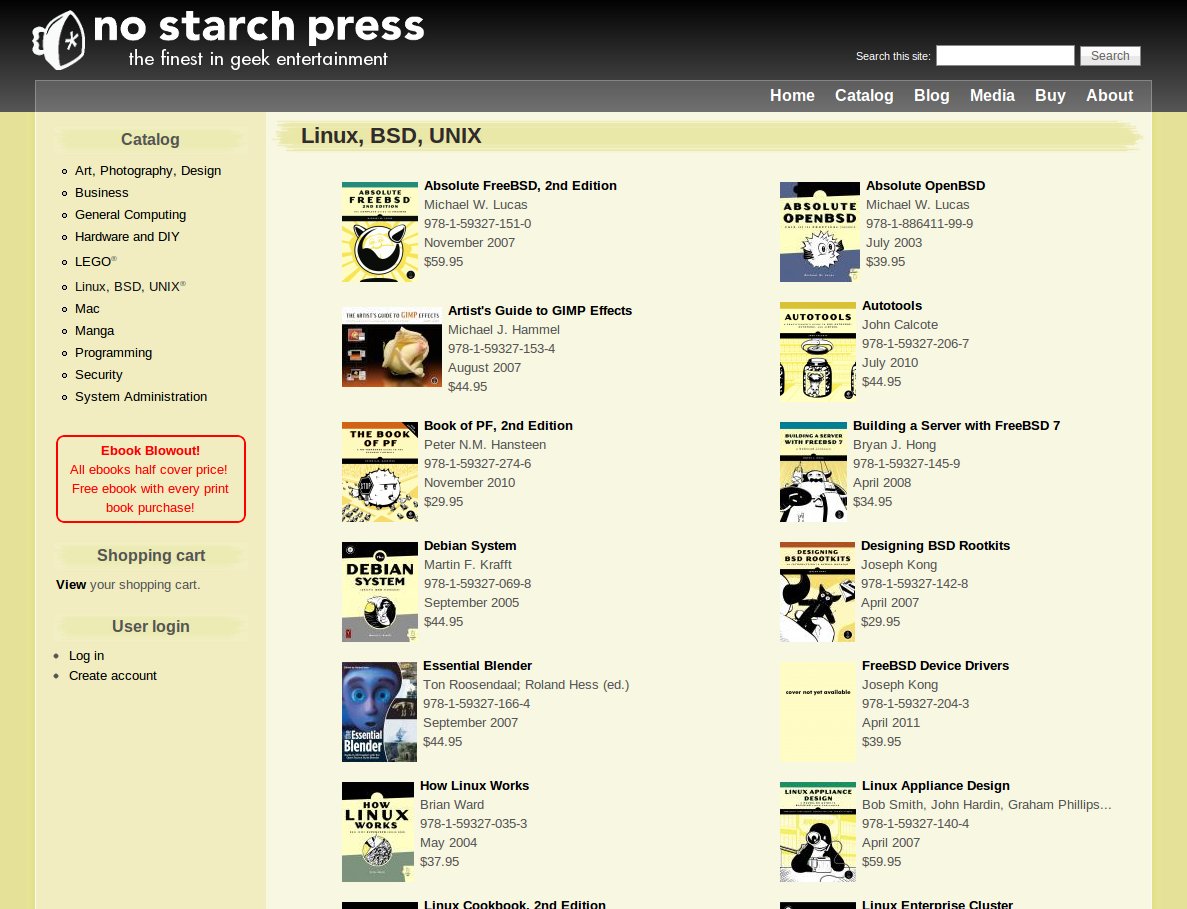 no starch press
the finest in geek entertainment
Search this site:
Search
Home Catalog Blog Media Buy About
Catalog
Art, Photography, Design
Business
General Computing
Hardware and DIY
LEGO®
Linux, BSD, UNIX®
Mac
Manga
Programming
Security
System Administration
Ebook Blowout!
All ebooks half cover price!
Free ebook with every print
book purchase!
Shopping cart
View your shopping cart.
User login
Log in
Create account
Linux, BSD, UNIX
ABSOLUTE
FREEBSD
2ND EDITION
Absolute FreeBSD, 2nd Edition
Michael W. Lucas
978-1-59327-151-0
November 2007
$59.95
ABSOLUTE
OPENBSD
Absolute OpenBSD
Michael W. Lucas
978-1-886411-99-9
July 2003
$39.95
THE ARTIST'S GUIDE TO GIMP EFFECTS
Artist's Guide to GIMP Effects
Michael J. Hammel
978-1-59327-153-4
August 2007
$44.95
AUTOTOOLS
Autotools
John Calcote
978-1-59327-206-7
July 2010
$44.95
THE BOOK
OF PF
STOP
Book of PF, 2nd Edition
Peter N.M. Hansteen
978-1-59327-274-6
November 2010
$29.95
BUILDING A SERVER
WITH FREEBSD 7
Building a Server with FreeBSD 7
Bryan J. Hong
978-1-59327-145-9
April 2008
$34.95
the
DEBIAN
SYSTEM
Debian System
Martin F. Krafft
978-1-59327-069-8
September 2005
$44.95
DESIGNING
BSD ROOTKITS
Designing BSD Rootkits
Joseph Kong
978-1-59327-142-8
April 2007
$29.95
Essential
Blender
Essential Blender
Ton Roosendaal; Roland Hess (ed.)
978-1-59327-166-4
September 2007
$44.95
cover not yet available
FreeBSD Device Drivers
Joseph Kong
978-1-59327-204-3
April 2011
$39.95
HOW
LINUX
WORKS
How Linux Works
Brian Ward
978-1-59327-035-3
May 2004
$37.95
LINUX APPLIANCE
DESIGN
Linux Appliance Design
Bob Smith, John Hardin, Graham Phillips...
978-1-59327-140-4
April 2007
$59.95
Linux Cookbook, 2nd Edition
Linux Enterprise Cluster